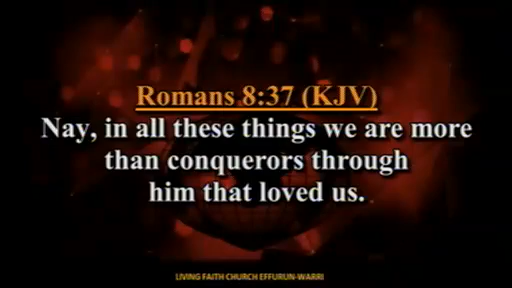 Romans 8:37 (KJV)
Nay, in all these things we are more
than conquerors through
him that loved us.
LIVING FAITH CHURCH EFFURUN-WARRI